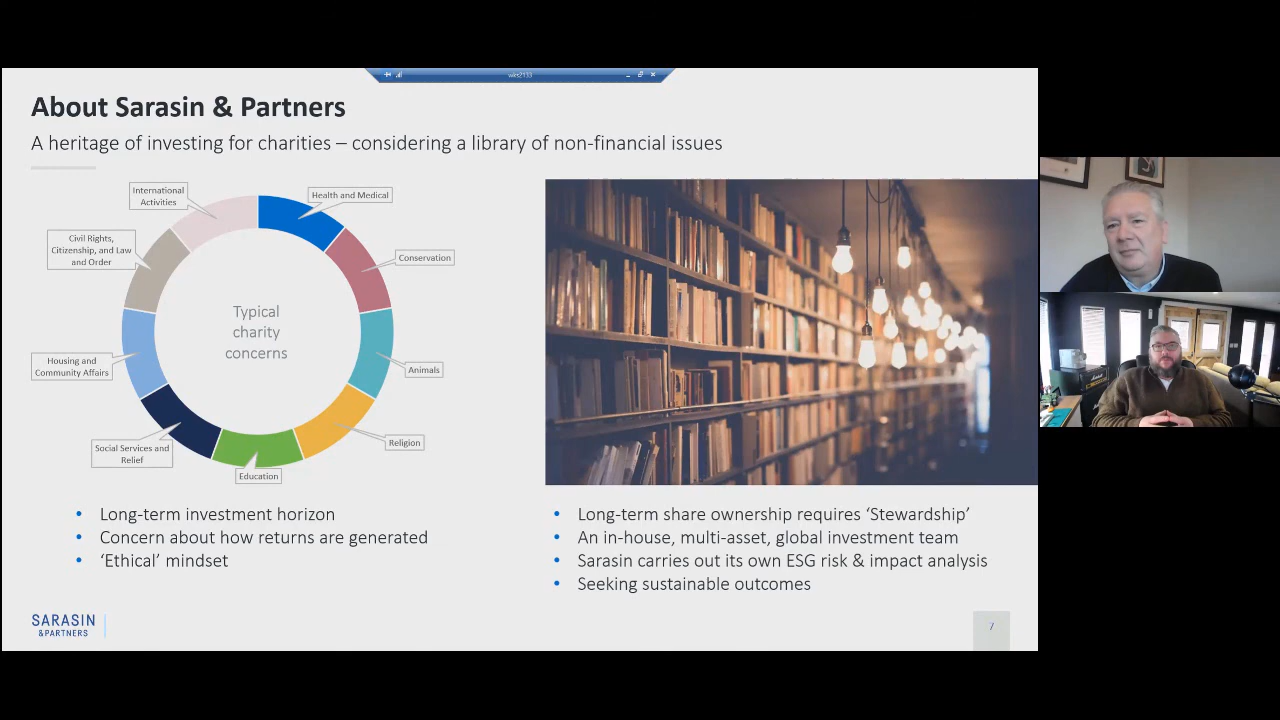 wiks2133
About Sarasin & Partners
A heritage of investing for charities – considering a library of non-financial issues
International
Activities
Health and Medical
Civil Rights,
Citizenship, and Law
and Order
Conservation
Typical
charity
concerns
Housing and
Community Affairs
Animals
Religion
Social Services and
Relief
Education
• Long-term investment horizon
• Concern about how returns are generated
• ‘Ethical’ mindset
• Long-term share ownership requires ‘Stewardship’
• An in-house, multi-asset, global investment team
• Sarasin carries out its own ESG risk & impact analysis
• Seeking sustainable outcomes
SARASIN
&PARTNERS
7